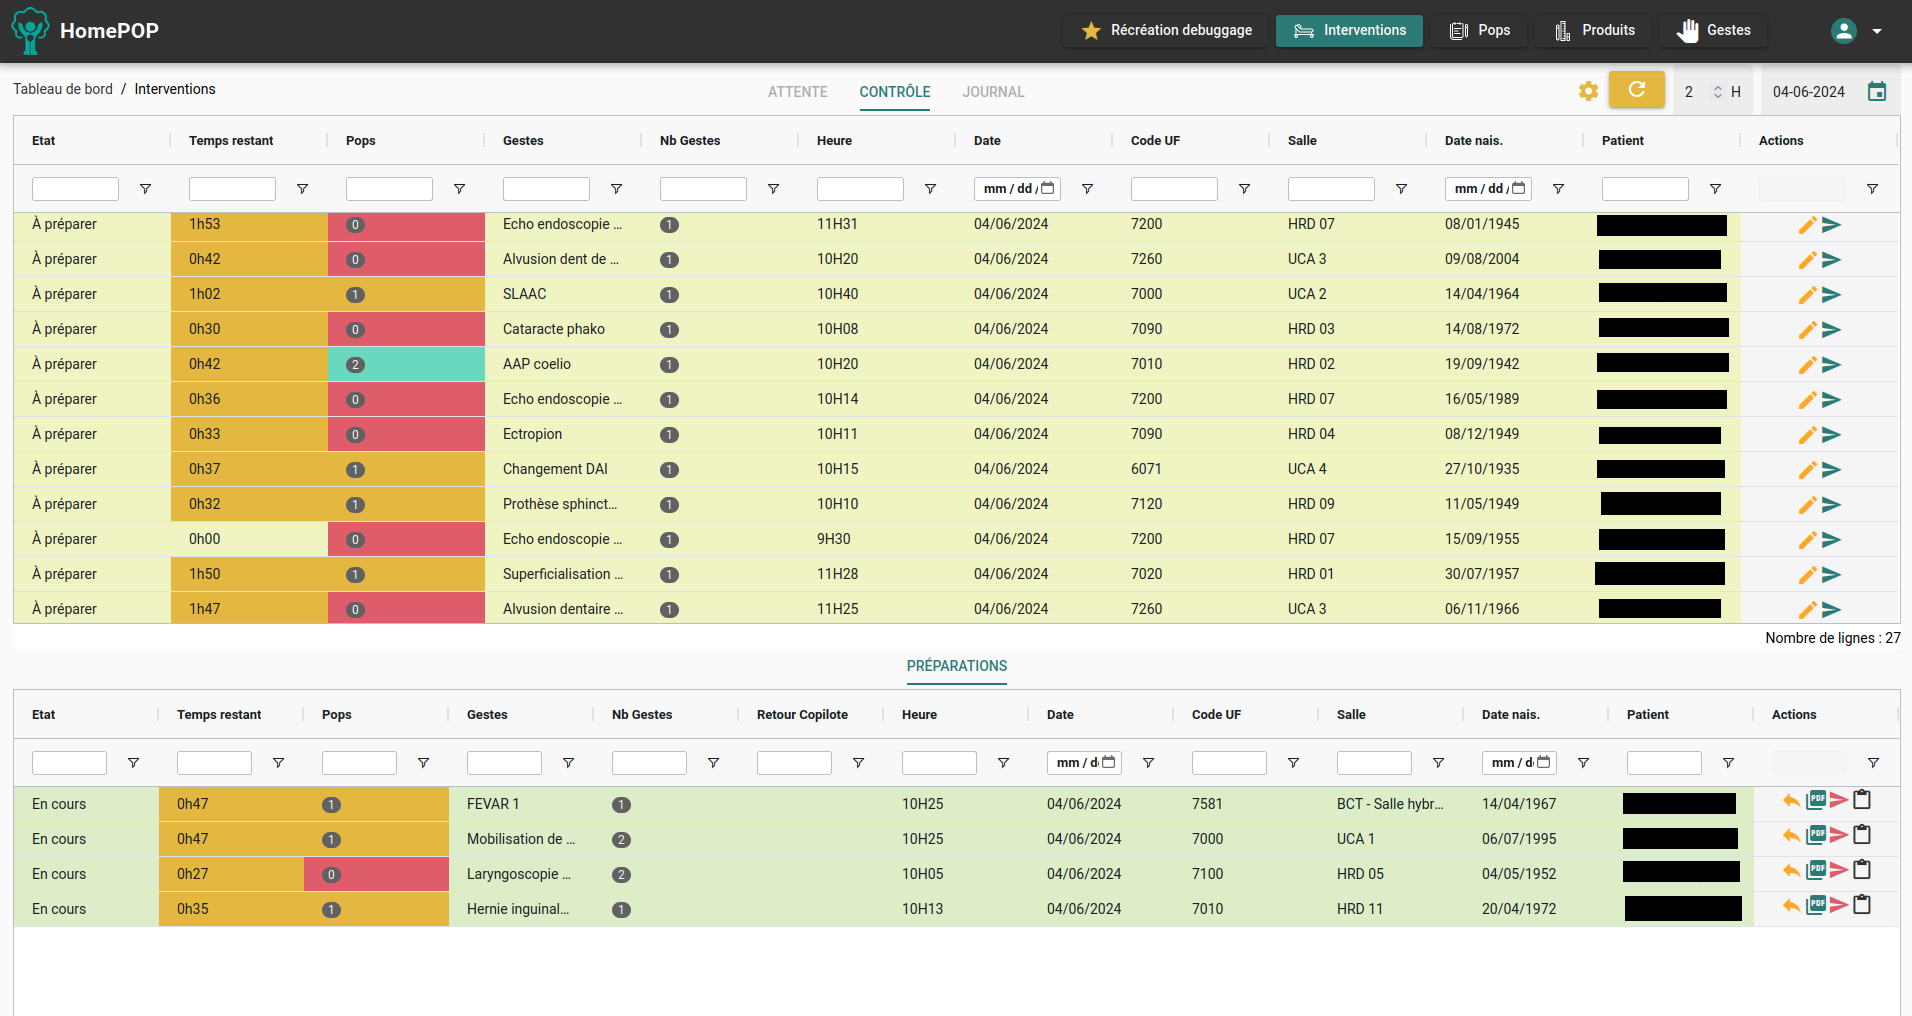 HomePOP
Récréation debuggage
Interventions
Pops
Produits
Gestes
Tableau de bord / Interventions
ATTENTE CONTRÔLE JOURNAL
2 H 04-06-2024
Etat Temps restant Pops Gestes Nb Gestes Heure Date Code UF Salle Date nais. Patient Actions
mm / dd / mm / dd /
À préparer 1h53 0 Echo endoscopie ... 1 11H31 04/06/2024 7200 HRD 07 08/01/1945
À préparer 0h42 0 Alvusion dent de ... 1 10H20 04/06/2024 7260 UCA 3 09/08/2004
À préparer 1h02 1 SLAAC 1 10H40 04/06/2024 7000 UCA 2 14/04/1964
À préparer 0h30 0 Cataracte phako 1 10H08 04/06/2024 7090 HRD 03 14/08/1972
À préparer 0h42 2 AAP coelio 1 10H20 04/06/2024 7010 HRD 02 19/09/1942
À préparer 0h36 0 Echo endoscopie ... 1 10H14 04/06/2024 7200 HRD 07 16/05/1989
À préparer 0h33 0 Ectropion 1 10H11 04/06/2024 7090 HRD 04 08/12/1949
À préparer 0h37 1 Changement DAI 1 10H15 04/06/2024 6071 UCA 4 27/10/1935
À préparer 0h32 1 Prothèse sphinct... 1 10H10 04/06/2024 7120 HRD 09 11/05/1949
À préparer 0h00 0 Echo endoscopie ... 1 9H30 04/06/2024 7200 HRD 07 15/09/1955
À préparer 1h50 1 Superficialisation ... 1 11H28 04/06/2024 7020 HRD 01 30/07/1957
À préparer 1h47 0 Alvusion dentaire ... 1 11H25 04/06/2024 7260 UCA 3 06/11/1966
Nombre de lignes : 27
PRÉPARATIONS
Etat Temps restant Pops Gestes Nb Gestes Retour Copilote Heure Date Code UF Salle Date nais. Patient Actions
mm / d mm / d
En cours 0h47 1 FEVAR 1 1 10H25 04/06/2024 7581 BCT - Salle hybr... 14/04/1967 PDF
En cours 0h47 1 Mobilisation de ... 2 10H25 04/06/2024 7000 UCA 1 06/07/1995 PDF
En cours 0h27 0 Laryngoscopie ... 2 10H05 04/06/2024 7100 HRD 05 04/05/1952 PDF
En cours 0h35 1 Hernie inguinal... 1 10H13 04/06/2024 7010 HRD 11 20/04/1972 PDF